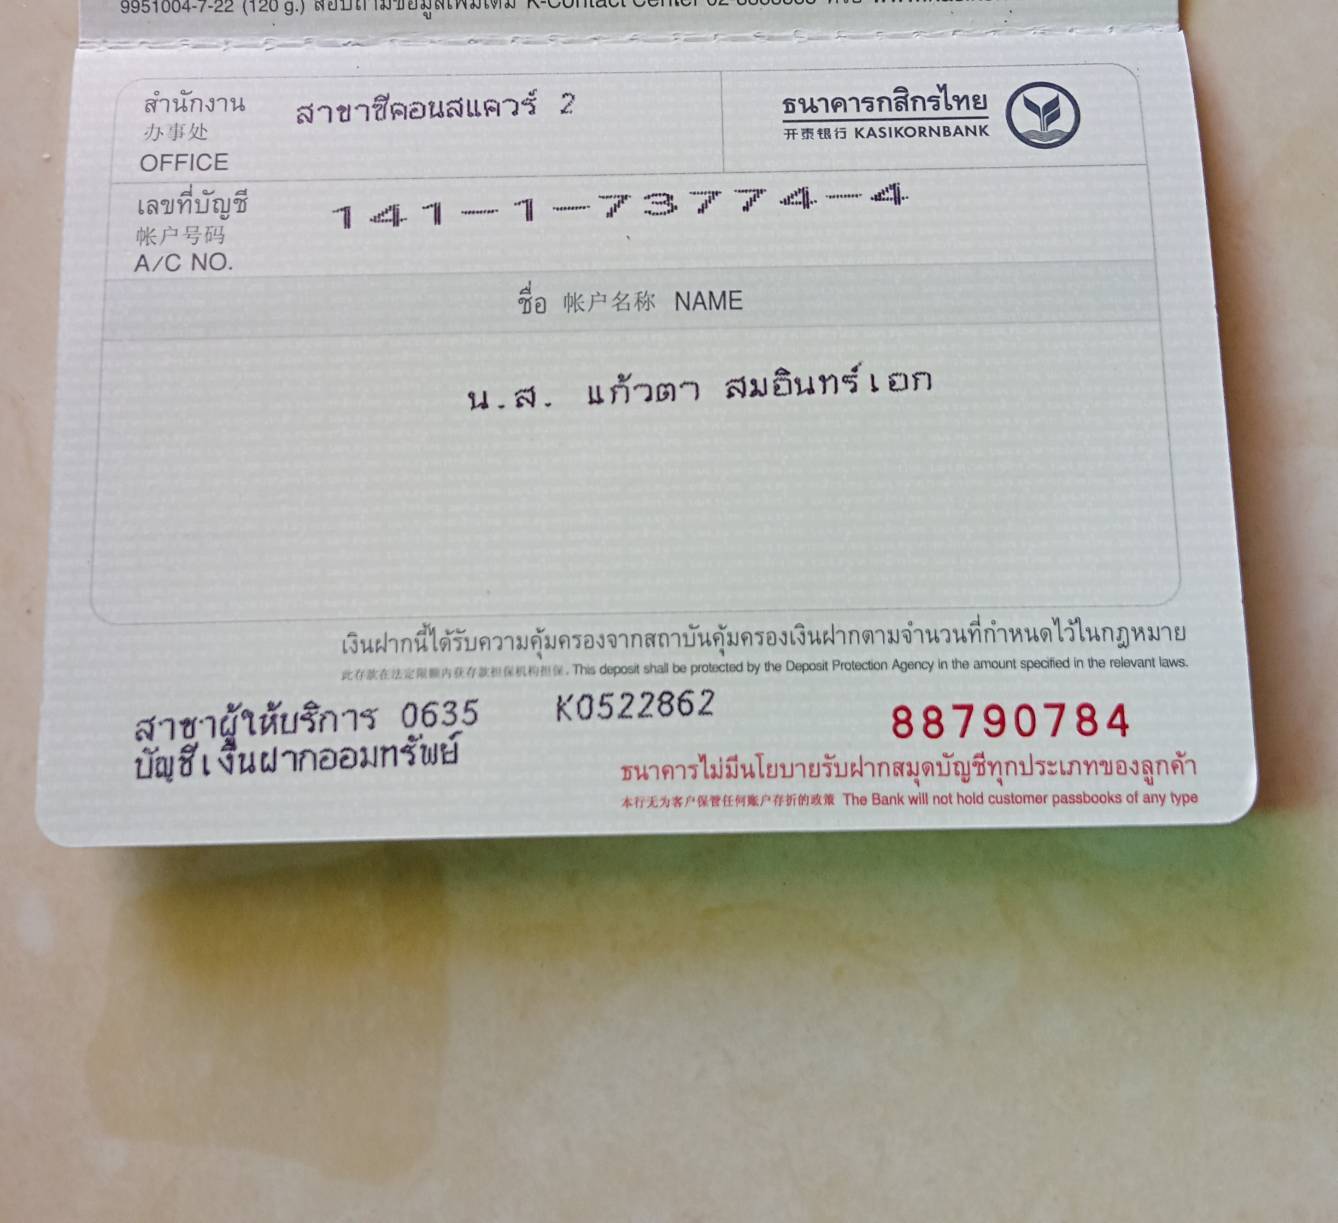 9951004-7-22 (120 g.) สอบถามข้อมูลเพิ่มเติม K-Contact Center 02-8888888 หรือ
สำนักงาน สาขาซีคอนสแควร์ 2
办事处
OFFICE
ธนาคารกสิกรไทย
开泰银行 KASIKORNBANK
เลขที่บัญชี 141-1-73774-4
帐户号码
A/C NO.
ชื่อ 帐户名称 NAME
น.ส. แก้วตา สมอินทร์เอก
เงินฝากนี้ได้รับความคุ้มครองจากสถาบันคุ้มครองเงินฝากตามจำนวนที่กำหนดไว้ในกฎหมาย
此存款在法定限额内获存款担保机构担保. This deposit shall be protected by the Deposit Protection Agency in the amount specified in the relevant laws.
สาขาผู้ให้บริการ 0635 K0522862 88790784
บัญชีเงินฝากออมทรัพย์
ธนาคารไม่มีนโยบายรับฝากสมุดบัญชีทุกประเภทของลูกค้า
本行无为客户保管任何账户存折的政策 The Bank will not hold customer passbooks of any type